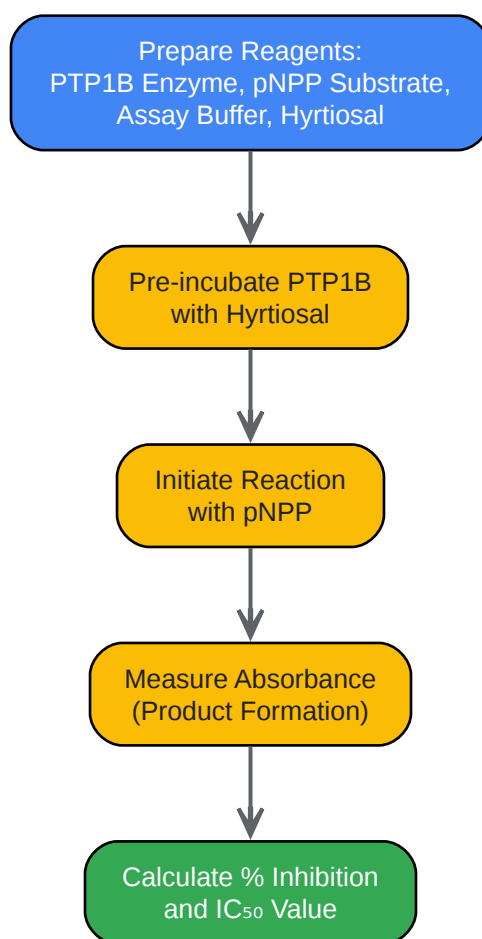 Prepare Reagents:
PTP1B Enzyme, pNPP Substrate,
Assay Buffer, Hyrtiosal
Pre-incubate PTP1B
with Hyrtiosal
Initiate Reaction
with pNPP
Measure Absorbance
(Product Formation)
Calculate % Inhibition
and IC₅₀ Value